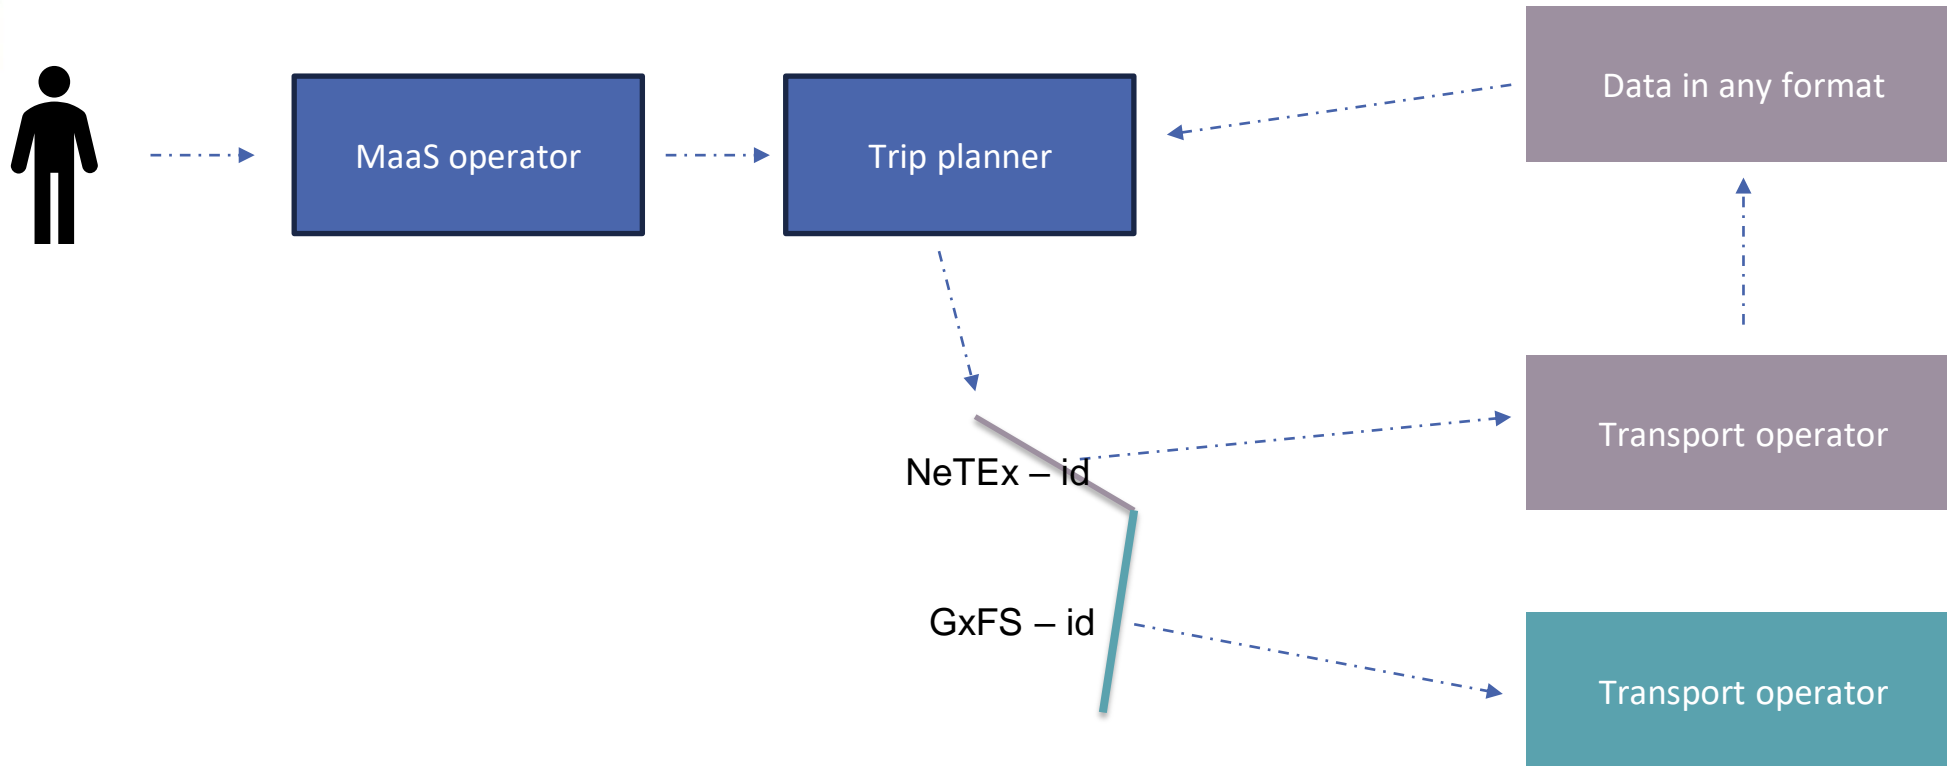 Data in any format
MaaS operator
Trip planner
Transport operator
NeTEx – id
GxFS – id
Transport operator